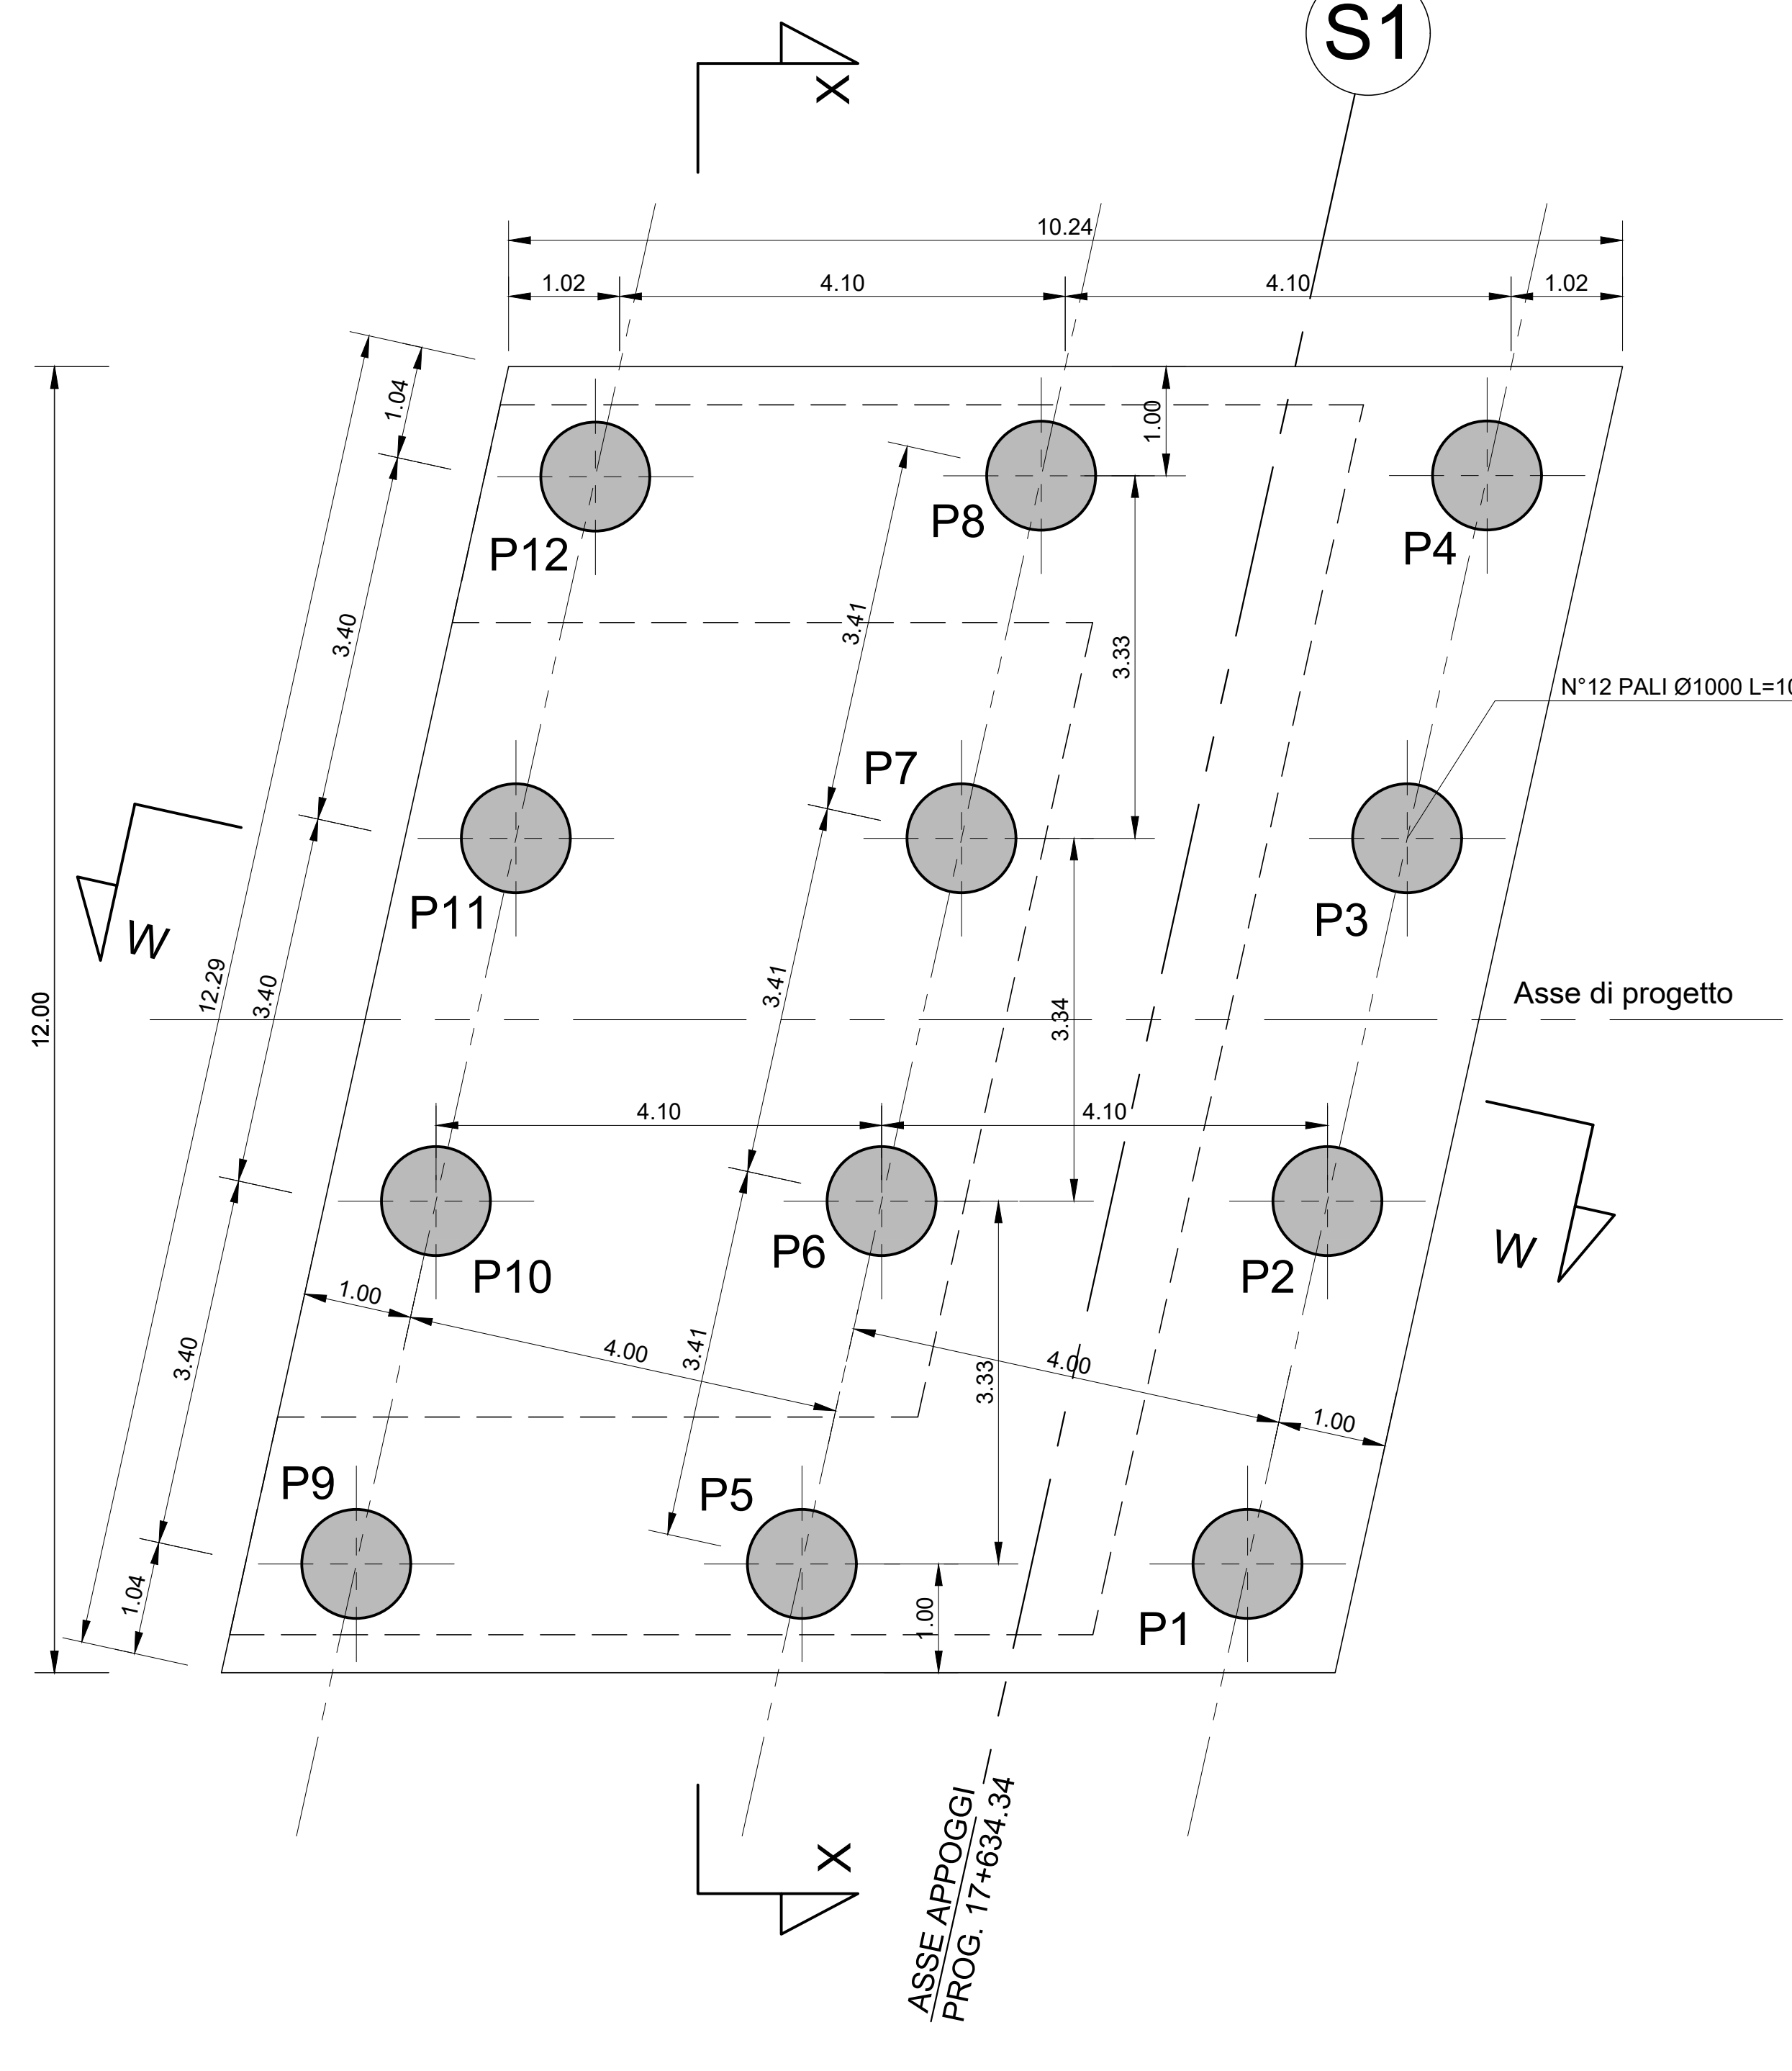 S1
X
10.24
1.02
4.10
4.10
1.02
1.04
1.00
P12
P8
P4
3.40
3.41
3.33
N°12 PALI Ø1000
P7
P11
P3
W
12.29
3.40
3.41
3.34
12.00
Asse di progetto
4.10
4.10
P10
P6
P2
W
1.00
4.00
3.41
4.00
3.33
1.00
3.40
P9
P5
P1
1.04
1.00
X
ASSE APPOGGI
PROG. 17+634.34